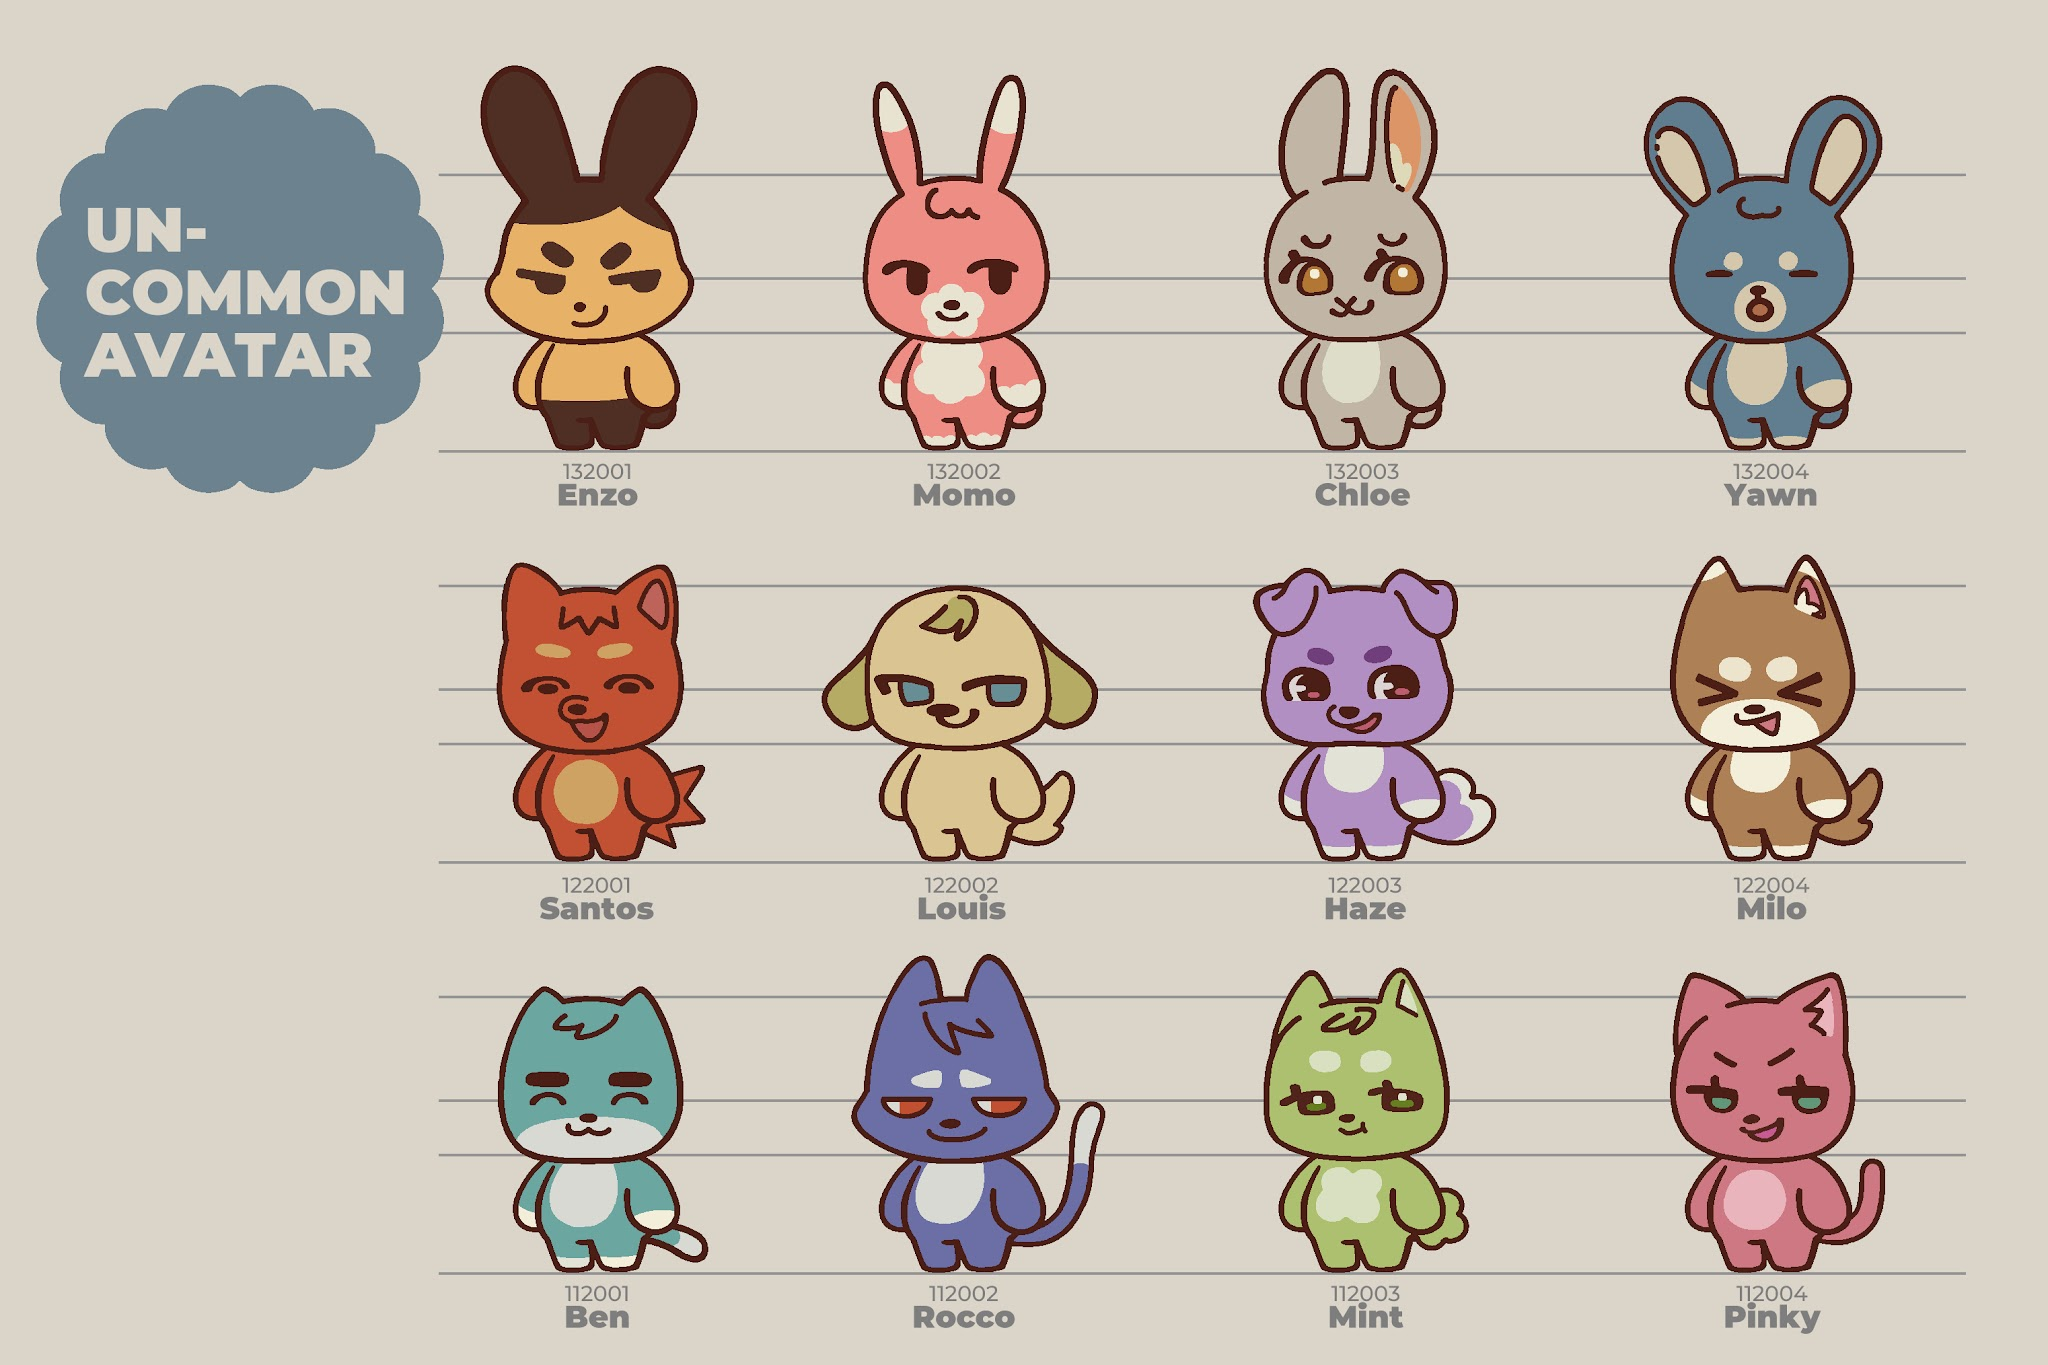 UN-
COMMON
AVATAR
132001
Enzo
132002
Momo
132003
Chloe
132004
Yawn
122001
Santos
122002
Louis
122003
Haze
122004
Milo
112001
Ben
112002
Rocco
112003
Mint
112004
Pinky